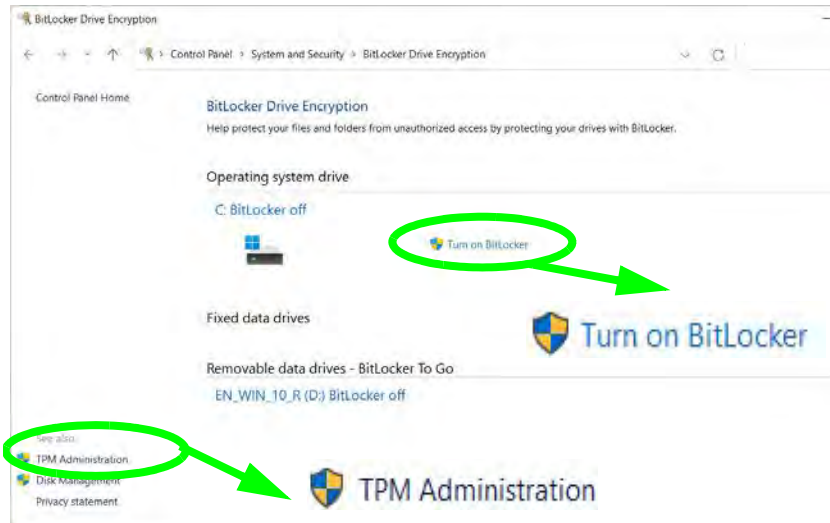 BitLocker Drive Encryption
Control Panel > System and Security > BitLocker Drive Encryption
Control Panel Home
BitLocker Drive Encryption
Help protect your files and folders from unauthorized access by protecting your drives with BitLocker.
Operating system drive
C: BitLocker off
Turn on BitLocker
Fixed data drives
Turn on BitLocker
Removable data drives - BitLocker To Go
EN_WIN_10_R (D:) BitLocker off
See also
TPM Administration
Disk Management
TPM Administration
Privacy statement